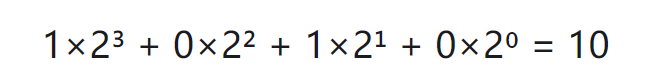 1×2³ + 0×2² + 1×2¹ + 0×2⁰ = 10